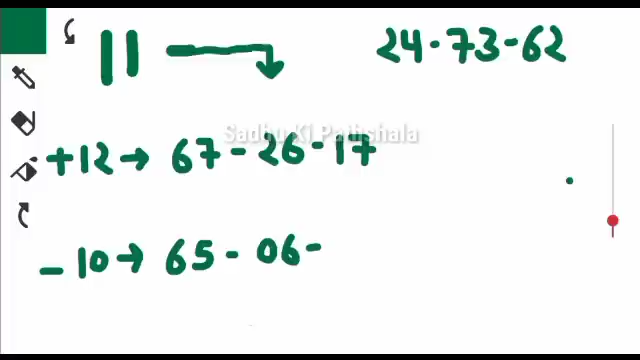 11 → 24-73-62
Sadhu Ki Pathshala
+12 → 67-26-17
-10 → 65-06-